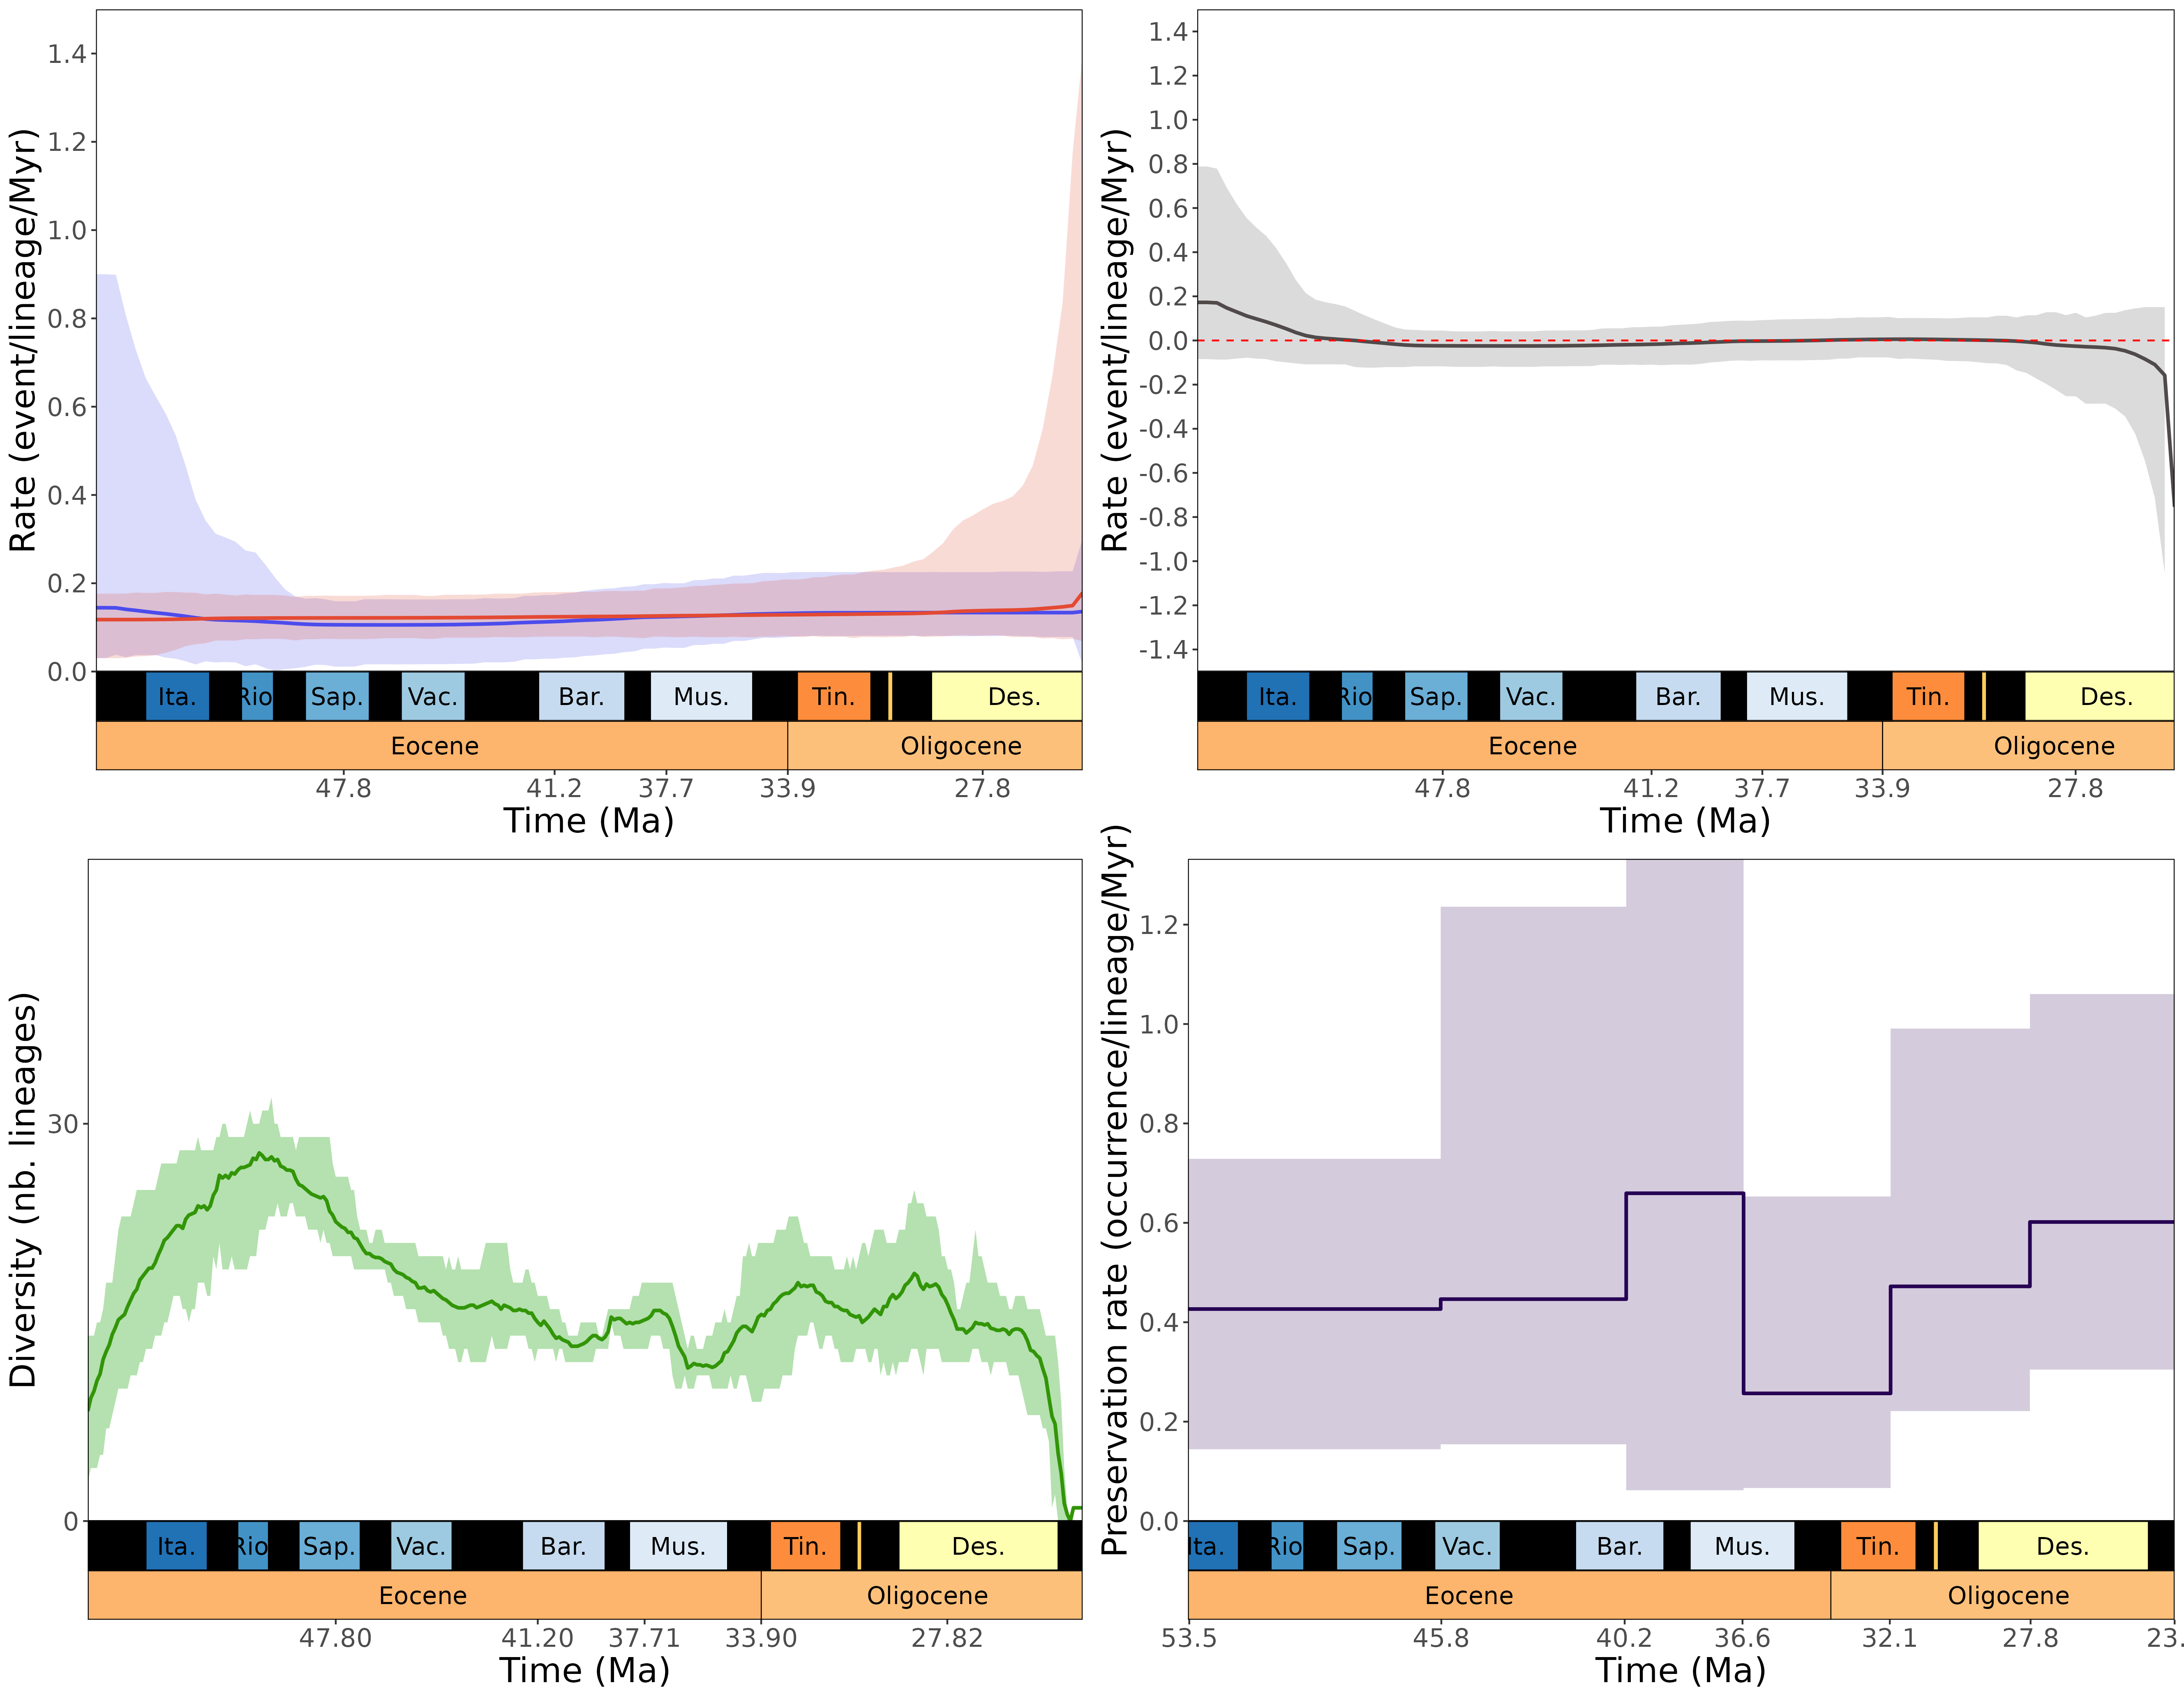 Rate (event/lineage/Myr)
1.4
1.2
1.0
0.8
0.6
0.4
0.2
0.0
Ita. Rio Sap. Vac. Bar. Mus. Tin. Des.
Eocene Oligocene
47.8 41.2 37.7 33.9 27.8
Time (Ma)
Rate (event/lineage/Myr)
1.4
1.2
1.0
0.8
0.6
0.4
0.2
0.0
-0.2
-0.4
-0.6
-0.8
-1.0
-1.2
-1.4
Ita. Rio Sap. Vac. Bar. Mus. Tin. Des.
Eocene Oligocene
47.8 41.2 37.7 33.9 27.8
Time (Ma)
Diversity (nb. lineages)
30
0
Ita. Rio Sap. Vac. Bar. Mus. Tin. Des.
Eocene Oligocene
47.80 41.20 37.71 33.90 27.82
Time (Ma)
Preservation rate (occurrence/lineage/Myr)
1.2
1.0
0.8
0.6
0.4
0.2
0.0
Ita. Rio Sap. Vac. Bar. Mus. Tin. Des.
Eocene Oligocene
53.5 45.8 40.2 36.6 32.1 27.8 23.
Time (Ma)